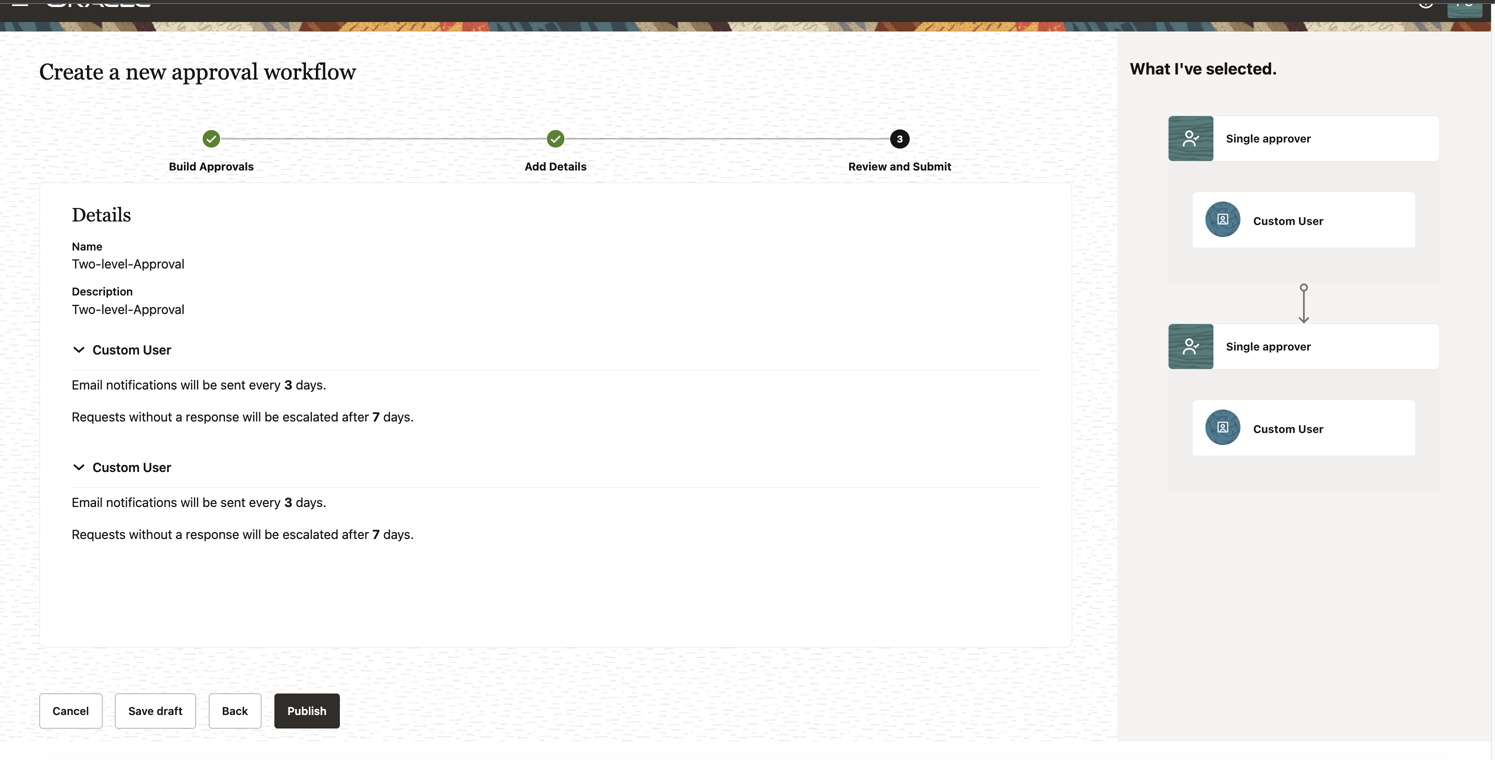 Create a new approval workflow
3
Build Approvals
Add Details
Review and Submit
Details
Name
Two-level-Approval
Description
Two-level-Approval
Custom User
Email notifications will be sent every 3 days.
Requests without a response will be escalated after 7 days.
Custom User
Email notifications will be sent every 3 days.
Requests without a response will be escalated after 7 days.
Cancel
Save draft
Back
Publish
What I've selected.
Single approver
Custom User
Single approver
Custom User